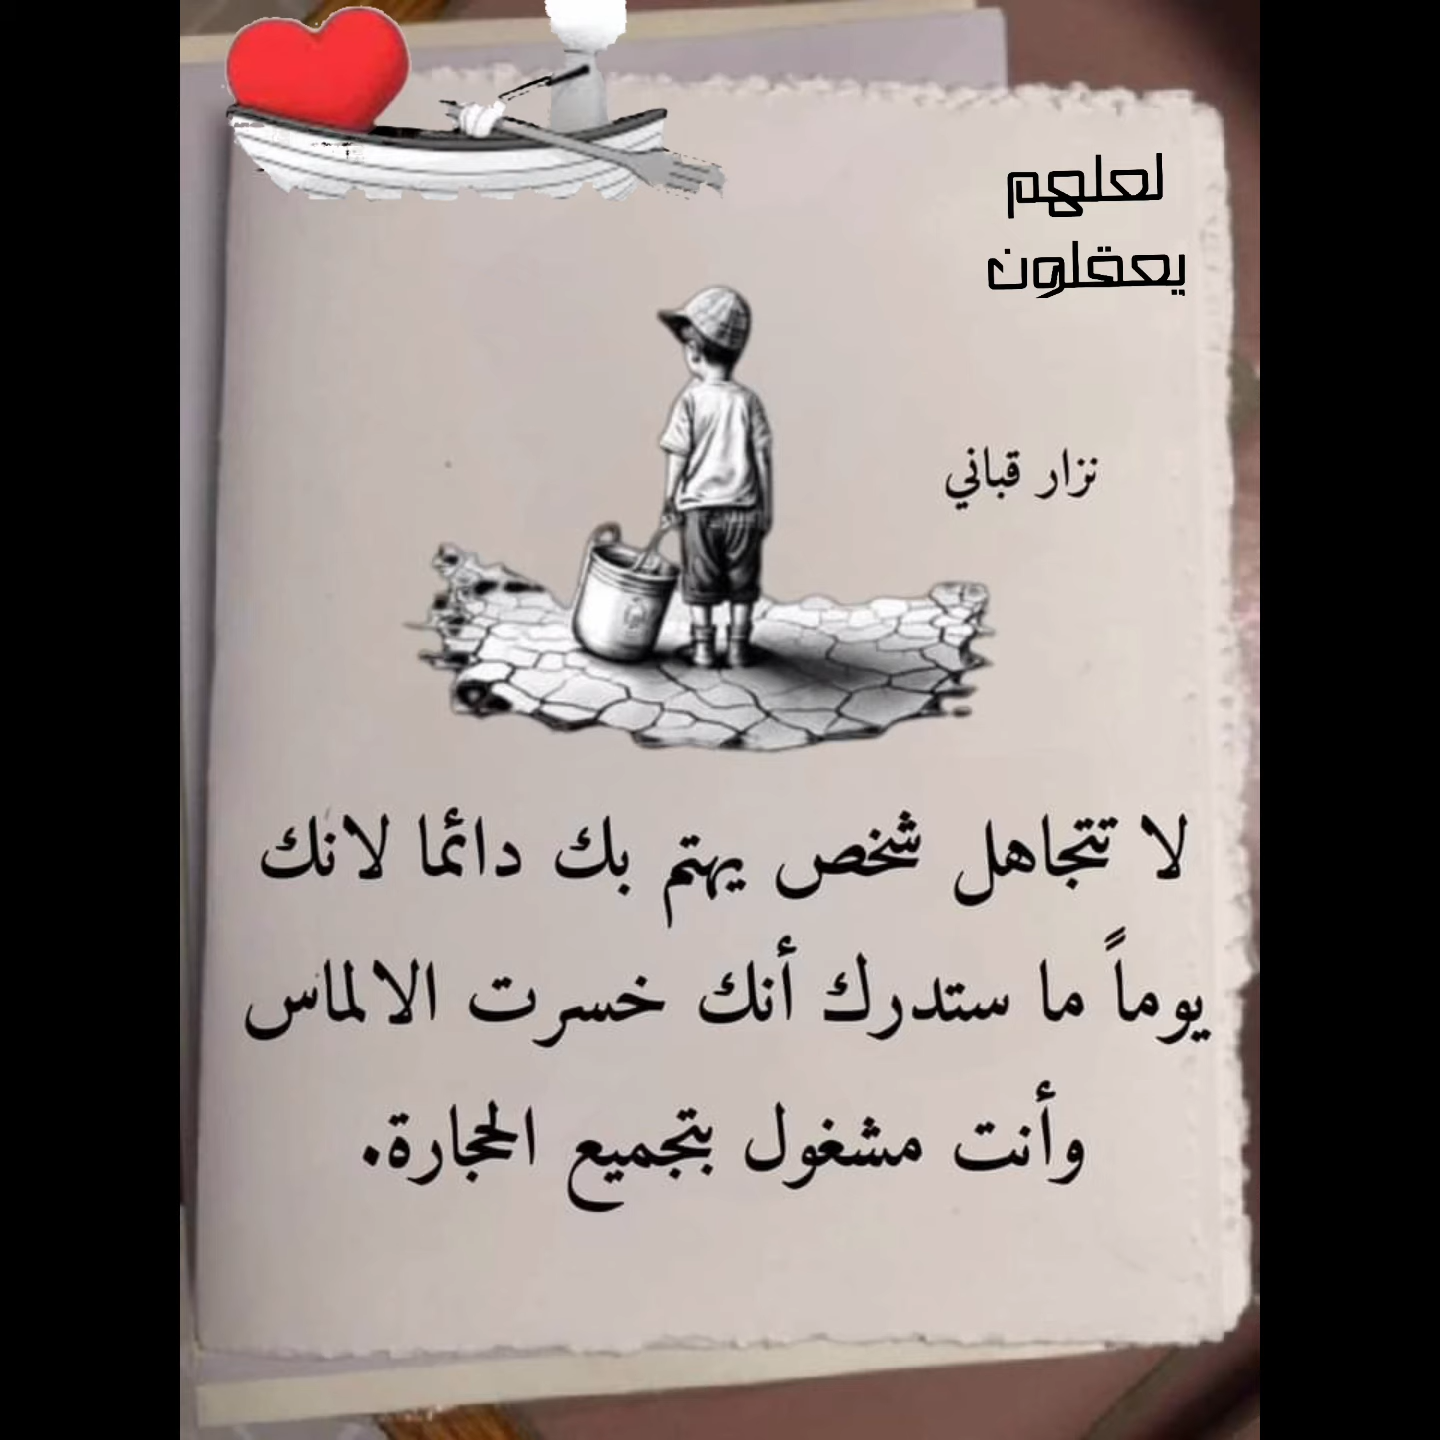 لعلهم
يعقلون
نزار قباني
لا تتجاهل شخص يهتم بك دائما لانك
يوماً ما ستدرك أنك خسرت الالماس
وأنت مشغول بتجميع الحجارة.